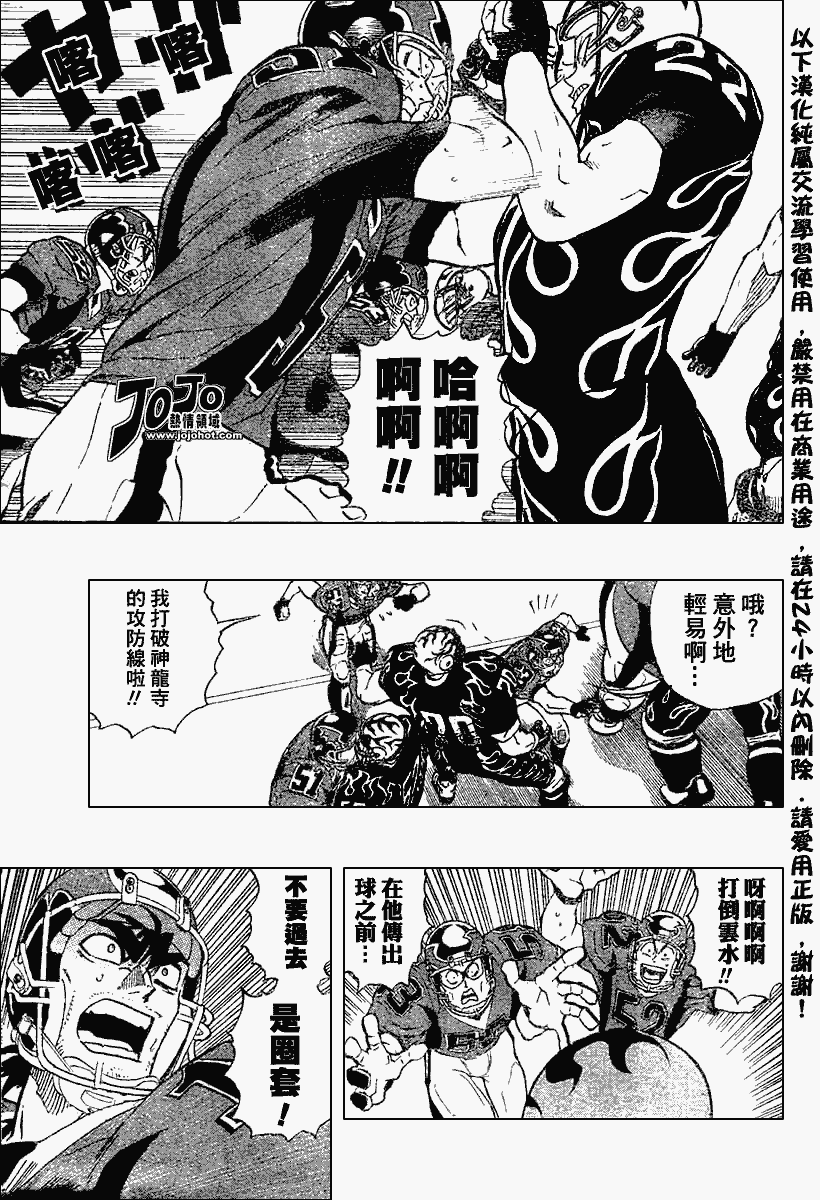 喀
喀
喀
喀
哈啊啊
啊啊!!
JOJO
熱情領域
www.jojohot.com
哦？
意外地
輕易啊…
我打破神龍寺
的攻防線啦!!
呀啊啊啊
打倒雲水!!
在他傳出
球之前…
不要過去
是圈套！
51
70
52
以下漢化純屬交流學習使用，嚴禁用在商業用途，請在24小時以內刪除．請愛用正版，謝謝！